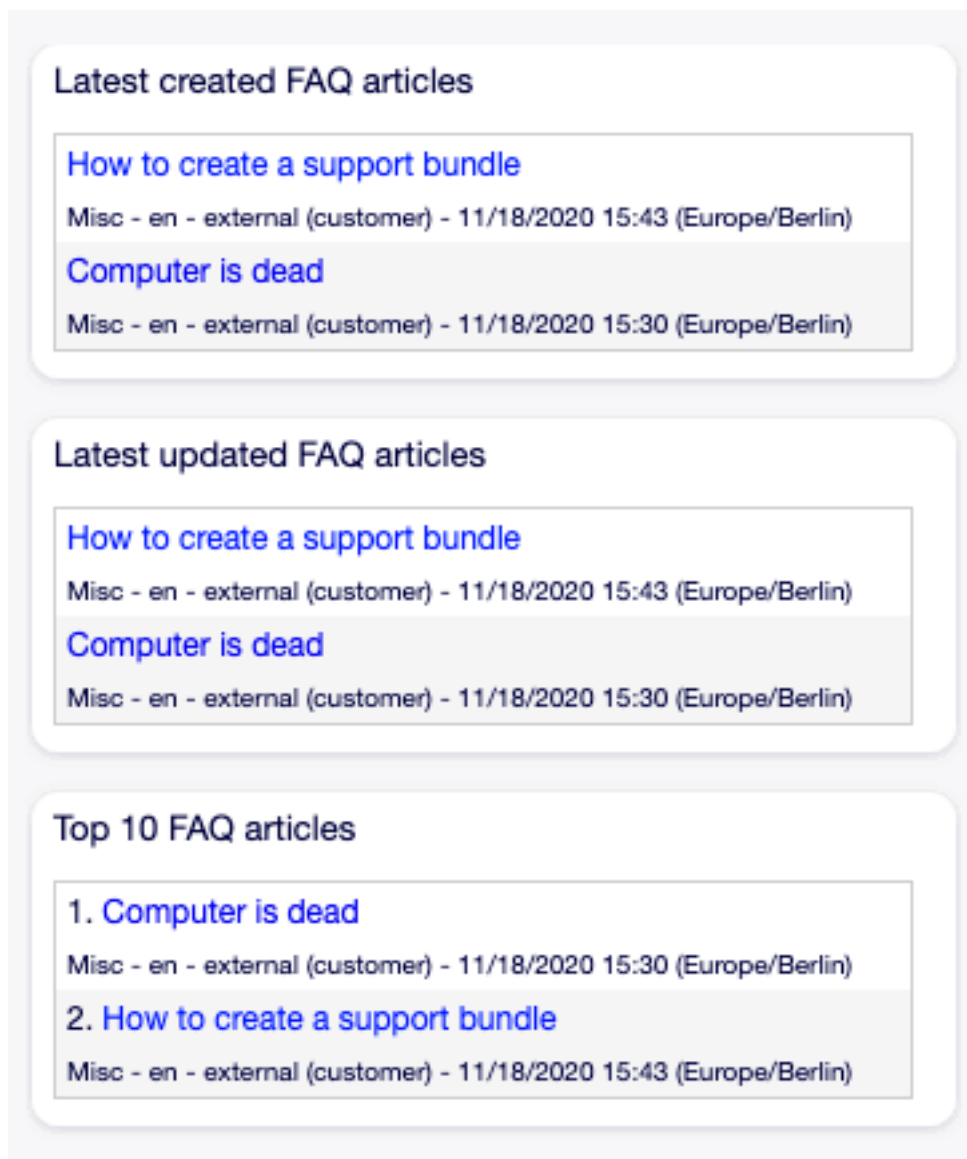 Latest created FAQ articles
How to create a support bundle
Misc - en - external (customer) - 11/18/2020 15:43 (Europe/Berlin)
Computer is dead
Misc - en - external (customer) - 11/18/2020 15:30 (Europe/Berlin)
Latest updated FAQ articles
How to create a support bundle
Misc - en - external (customer) - 11/18/2020 15:43 (Europe/Berlin)
Computer is dead
Misc - en - external (customer) - 11/18/2020 15:30 (Europe/Berlin)
Top 10 FAQ articles
1. Computer is dead
Misc - en - external (customer) - 11/18/2020 15:30 (Europe/Berlin)
2. How to create a support bundle
Misc - en - external (customer) - 11/18/2020 15:43 (Europe/Berlin)